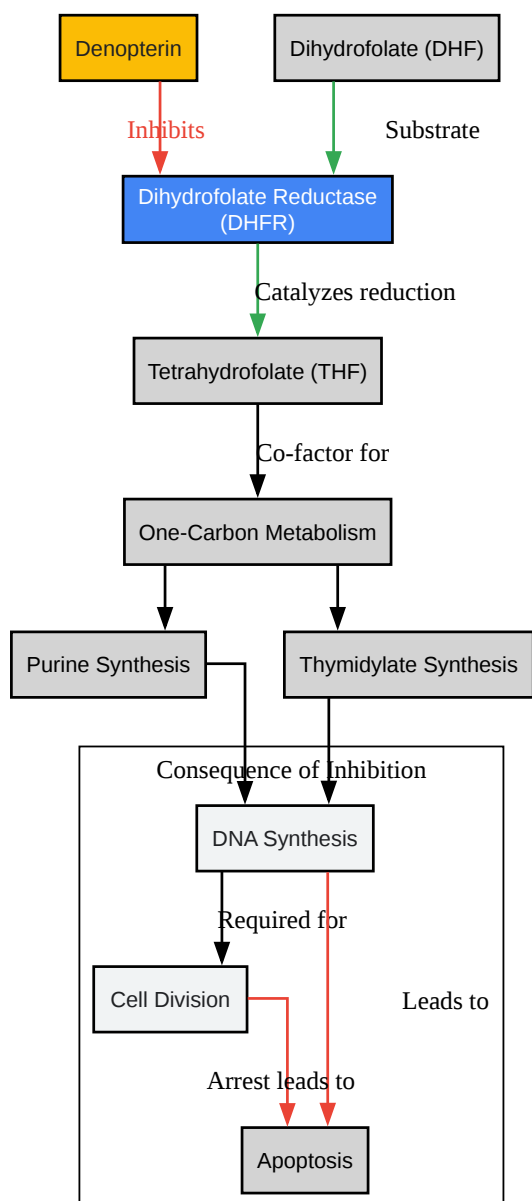 Denopterin
Dihydrofolate (DHF)
Inhibits
Substrate
Dihydrofolate Reductase
(DHFR)
Catalyzes reduction
Tetrahydrofolate (THF)
Co-factor for
One-Carbon Metabolism
Purine Synthesis
Thymidylate Synthesis
Consequence of Inhibition
DNA Synthesis
Required for
Cell Division
Leads to
Arrest leads to
Apoptosis